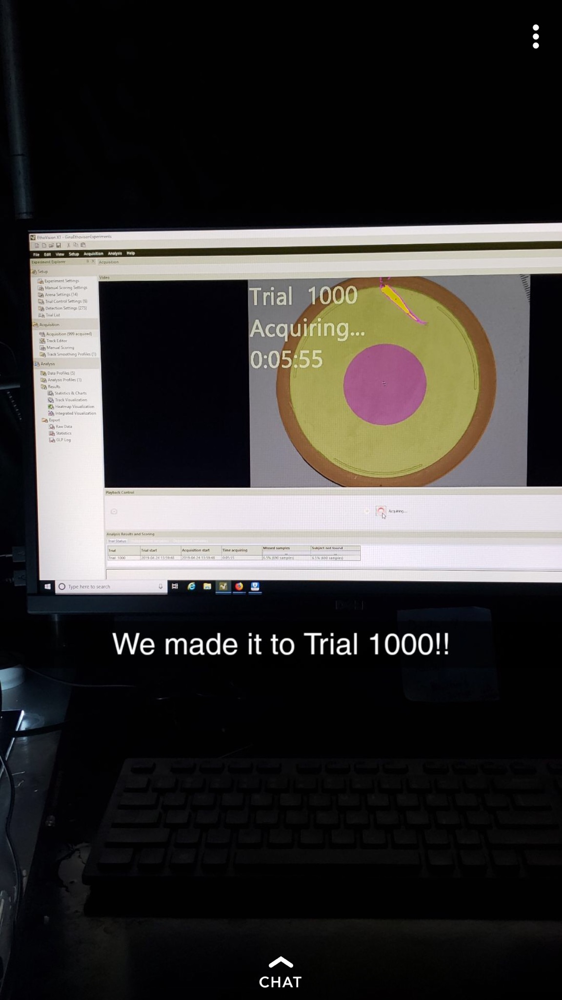 EthoVision XT - GinaEthovisonExperiments
File Edit View Setup Acquisition Analysis Help
Experiment Explorer
Acquisition
Setup
Experiment Settings
Manual Scoring Settings
Arena Settings (14)
Trial Control Settings (6)
Detection Settings (275)
Trial List
Acquisition
Acquisition (999 acquired)
Track Editor
Manual Scoring
Track Smoothing Profiles (1)
Analysis
Data Profiles (5)
Analysis Profiles (1)
Results
Statistics & Charts
Track Visualization
Heatmap Visualization
Integrated Visualization
Export
Raw Data
Statistics
GLP Log
Video
Trial 1000
Acquiring...
0:05:55
Playback Control
Acquiring...
Analysis Results and Scoring
Trial Status
Trial Trial start Acquisition start Time acquiring Missed samples Subject not found
... ...
Trial 1000 2019-04-24 13:59:48 2019-04-24 13:59:48 0:05:55 6.5% (690 samples) 6.5% (690 samples)
Type here to search
DELL
We made it to Trial 1000!!
CHAT